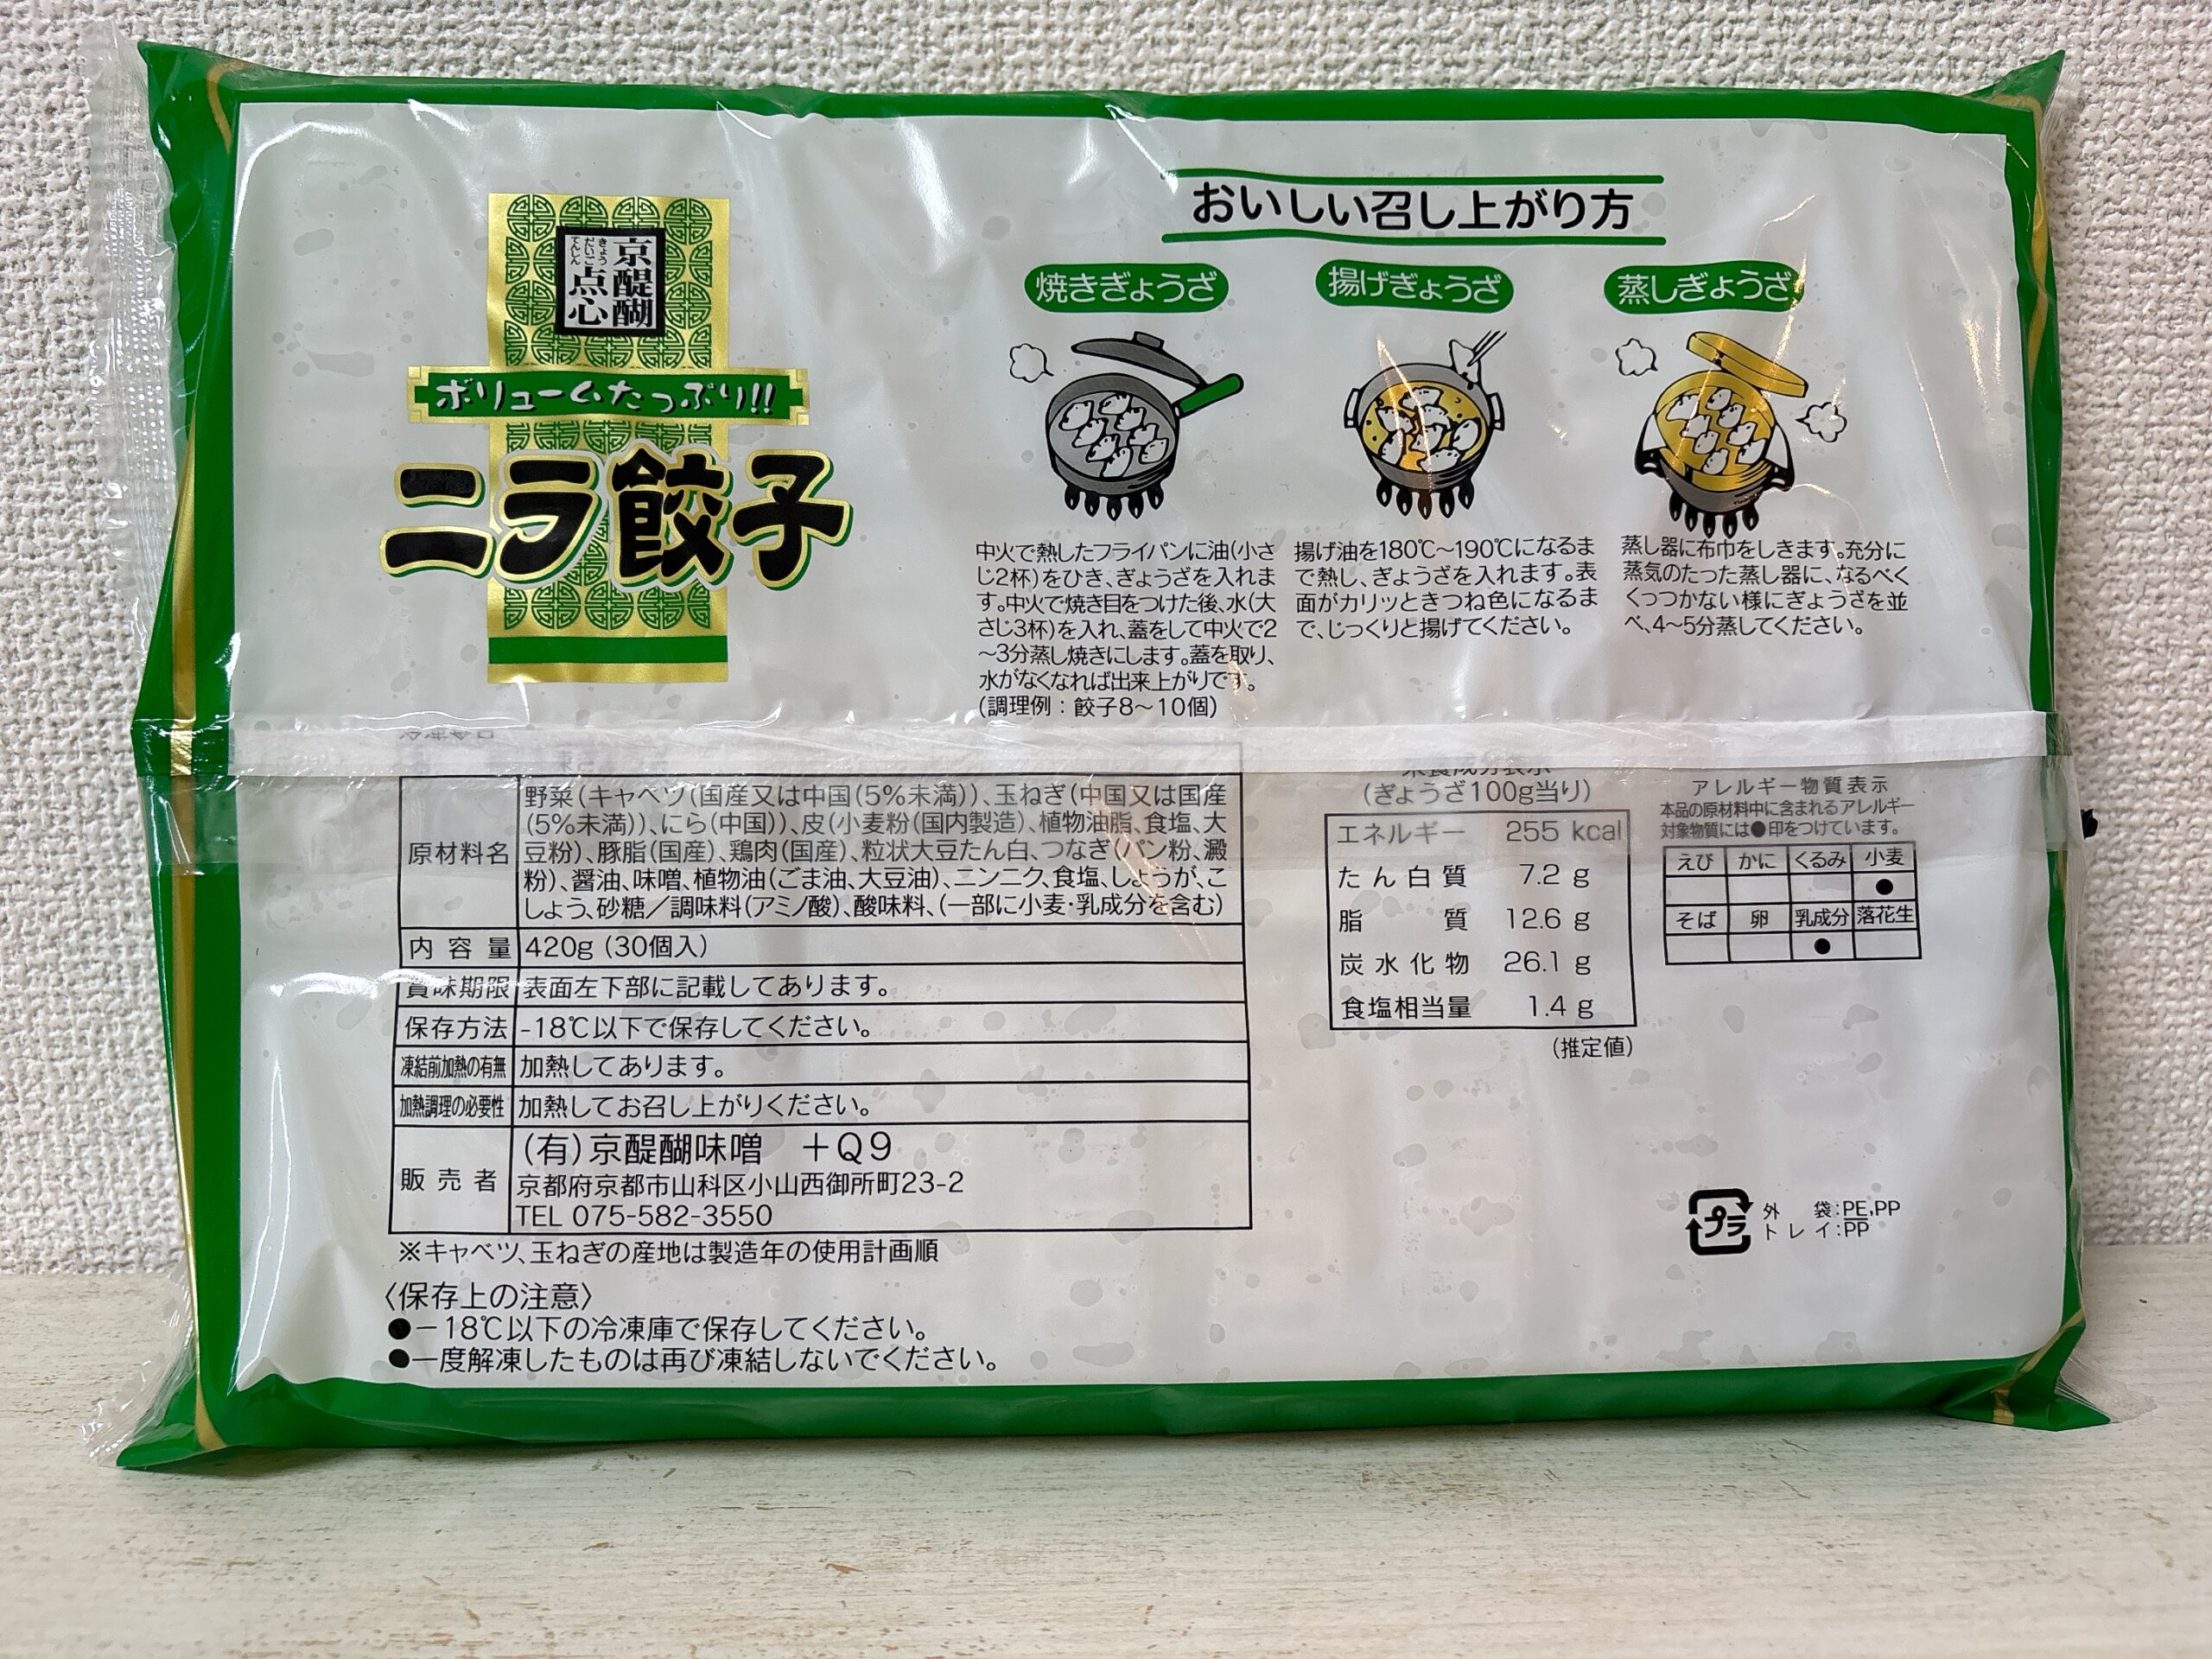 京醍醐
点心
きょう
だいご
てんしん
ボリュームたっぷり!!
ニラ餃子
おいしい召し上がり方
焼きぎょうざ
中火で熱したフライパンに油(小さ
じ2杯)をひき、ぎょうざを入れま
す。中火で焼き目をつけた後、水(大
さじ3杯)を入れ、蓋をして中火で2
～3分蒸し焼きにします。蓋を取り、
水がなくなれば出来上がりです。
(調理例：餃子8～10個)
揚げぎょうざ
揚げ油を180℃～190℃になるま
で熱し、ぎょうざを入れます。表
面がカリッときつね色になるま
で、じっくりと揚げてください。
蒸しぎょうざ
蒸し器に布巾をしきます。充分に
蒸気のたった蒸し器に、なるべく
くっつかない様にぎょうざを並
べ、4～5分蒸してください。
原材料名 野菜(キャベツ(国産又は中国(5%未満))、玉ねぎ(中国又は国産
(5%未満))、にら(中国))、皮(小麦粉(国内製造)、植物油脂、食塩、大
豆粉)、豚脂(国産)、鶏肉(国産)、粒状大豆たん白、つなぎ(パン粉、澱
粉)、醤油、味噌、植物油(ごま油、大豆油)、ニンニク、食塩、しょうが、こ
しょう、砂糖／調味料(アミノ酸)、酸味料、(一部に小麦・乳成分を含む)
内容量 420g (30個入)
賞味期限 表面左下部に記載してあります。
保存方法 -18℃以下で保存してください。
凍結前加熱の有無 加熱してあります。
加熱調理の必要性 加熱してお召し上がりください。
販売者 (有)京醍醐味噌 ＋Q9
京都府京都市山科区小山西御所町23-2
TEL 075-582-3550
※キャベツ、玉ねぎの産地は製造年の使用計画順
〈保存上の注意〉
●－18℃以下の冷凍庫で保存してください。
●一度解凍したものは再び凍結しないでください。
(ぎょうざ100g当り)
エネルギー 255 kcal
たん白質 7.2 g
脂質 12.6 g
炭水化物 26.1 g
食塩相当量 1.4 g
(推定値)
アレルギー物質表示
本品の原材料中に含まれるアレルギー
対象物質には●印をつけています。
えび かに くるみ 小麦
●
そば 卵 乳成分 落花生
●
プラ
外袋:PE,PP
トレイ:PP